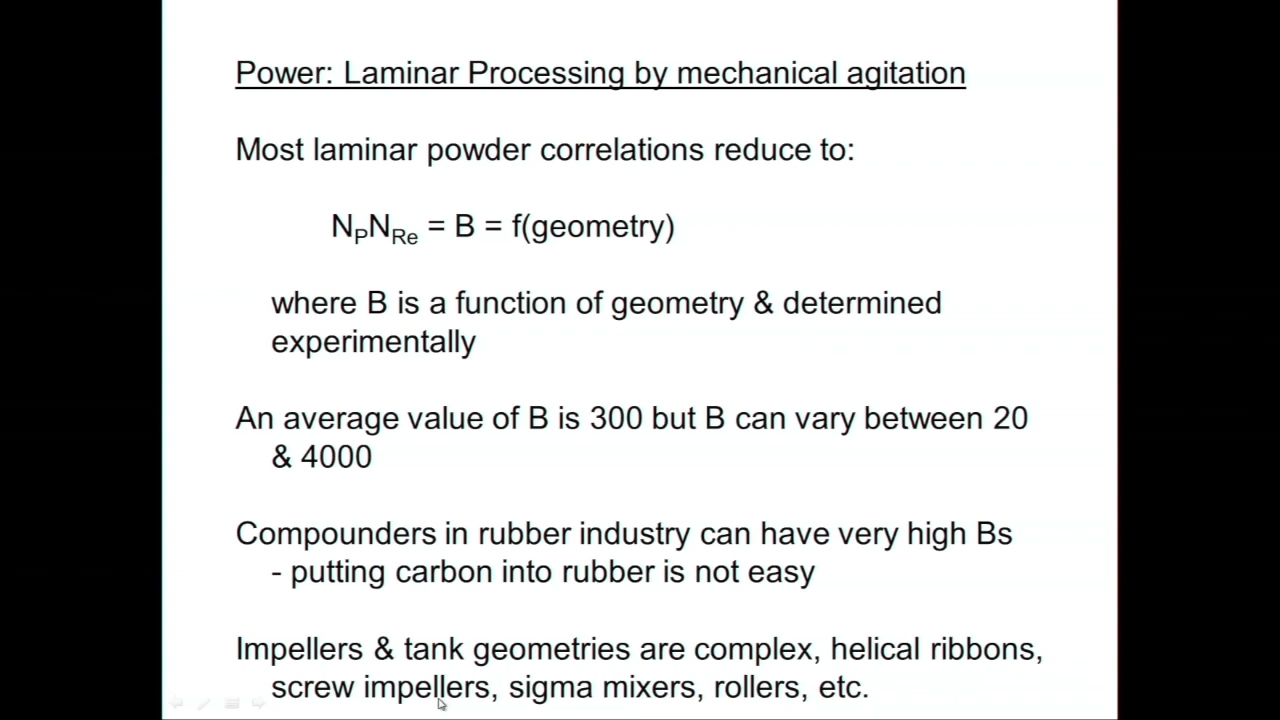 Power: Laminar Processing by mechanical agitation
Most laminar powder correlations reduce to:
NPNRe = B = f(geometry)
where B is a function of geometry & determined
experimentally
An average value of B is 300 but B can vary between 20
& 4000
Compounders in rubber industry can have very high Bs
- putting carbon into rubber is not easy
Impellers & tank geometries are complex, helical ribbons,
screw impellers, sigma mixers, rollers, etc.